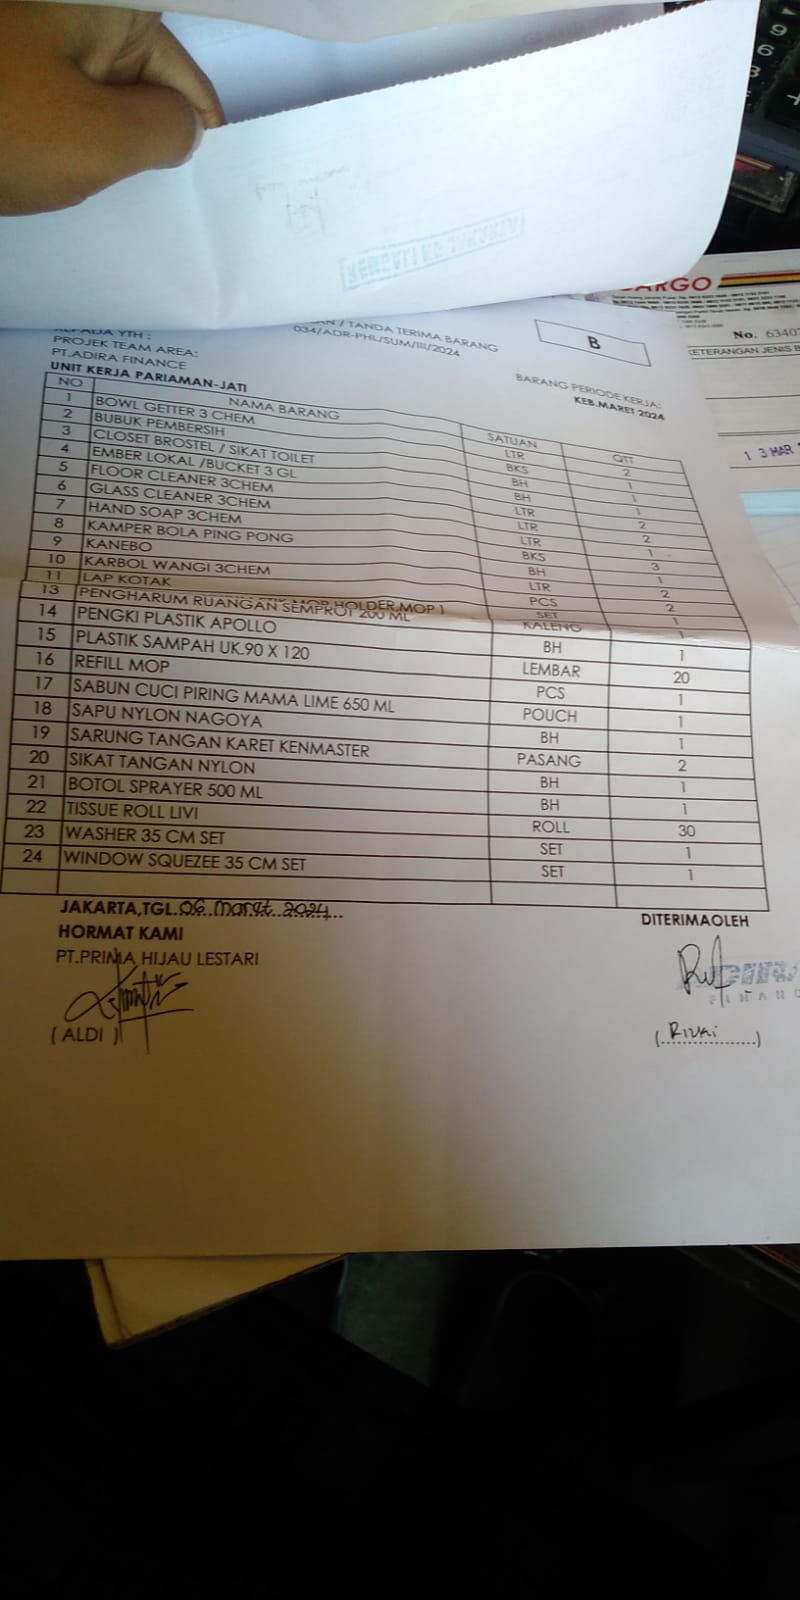 KEMBALI KE JAKARTA
9
6
CARGO
No. 6340
KETERANGAN JENIS B
13 MAR
/ TANDA TERIMA BARANG
034/ADR-PHL/SUM/III/2024
B
YTH :
PROJEK TEAM AREA:
PT.ADIRA FINANCE
UNIT KERJA PARIAMAN-JATI
BARANG PERIODE KERJA:
KEB.MARET 2024
NO NAMA BARANG SATUAN QTT
1 BOWL GETTER 3 CHEM LTR 2
2 BUBUK PEMBERSIH BKS 1
3 CLOSET BROSTEL / SIKAT TOILET BH 1
4 EMBER LOKAL /BUCKET 3 GL BH 1
5 FLOOR CLEANER 3CHEM LTR 2
6 GLASS CLEANER 3CHEM LTR 2
7 HAND SOAP 3CHEM LTR 1
8 KAMPER BOLA PING PONG BKS 3
9 KANEBO BH 1
10 KARBOL WANGI 3CHEM LTR 2
11 LAP KOTAK PCS 2
MOP HOLDER,MOP ) SET 1
13 PENGHARUM RUANGAN SEMPROT 200 ML KALENG 1
14 PENGKI PLASTIK APOLLO BH 1
15 PLASTIK SAMPAH UK.90 X 120 LEMBAR 20
16 REFILL MOP PCS 1
17 SABUN CUCI PIRING MAMA LIME 650 ML POUCH 1
18 SAPU NYLON NAGOYA BH 1
19 SARUNG TANGAN KARET KENMASTER PASANG 2
20 SIKAT TANGAN NYLON BH 1
21 BOTOL SPRAYER 500 ML BH 1
22 TISSUE ROLL LIVI ROLL 30
23 WASHER 35 CM SET SET 1
24 WINDOW SQUEZEE 35 CM SET SET 1
JAKARTA,TGL.06 Maret 2024
HORMAT KAMI
PT.PRIMA HIJAU LESTARI
( ALDI )
DITERIMAOLEH
ADIRA
FINANC
( Rizki )